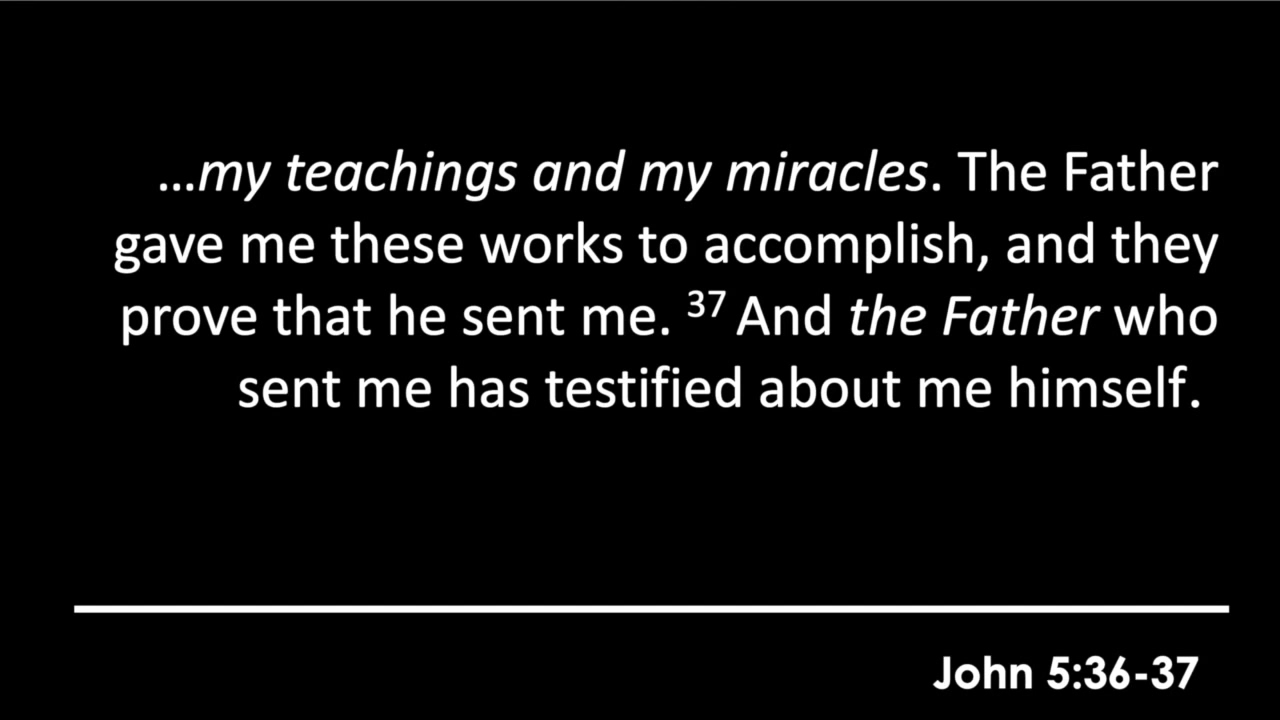 ...my teachings and my miracles. The Father
gave me these works to accomplish, and they
prove that he sent me. 37 And the Father who
sent me has testified about me himself.
John 5:36-37